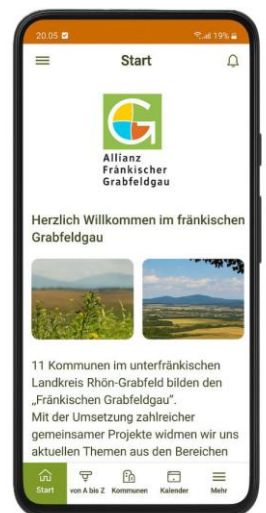 20.05
19%
Start
Allianz
Fränkischer
Grabfeldgau
Herzlich Willkommen im fränkischen
Grabfeldgau
11 Kommunen im unterfränkischen
Landkreis Rhön-Grabfeld bilden den
„Fränkischen Grabfeldgau".
Mit der Umsetzung zahlreicher
gemeinsamer Projekte widmen wir uns
aktuellen Themen aus den Bereichen
Start von A bis Z Kommunen Kalender Mehr